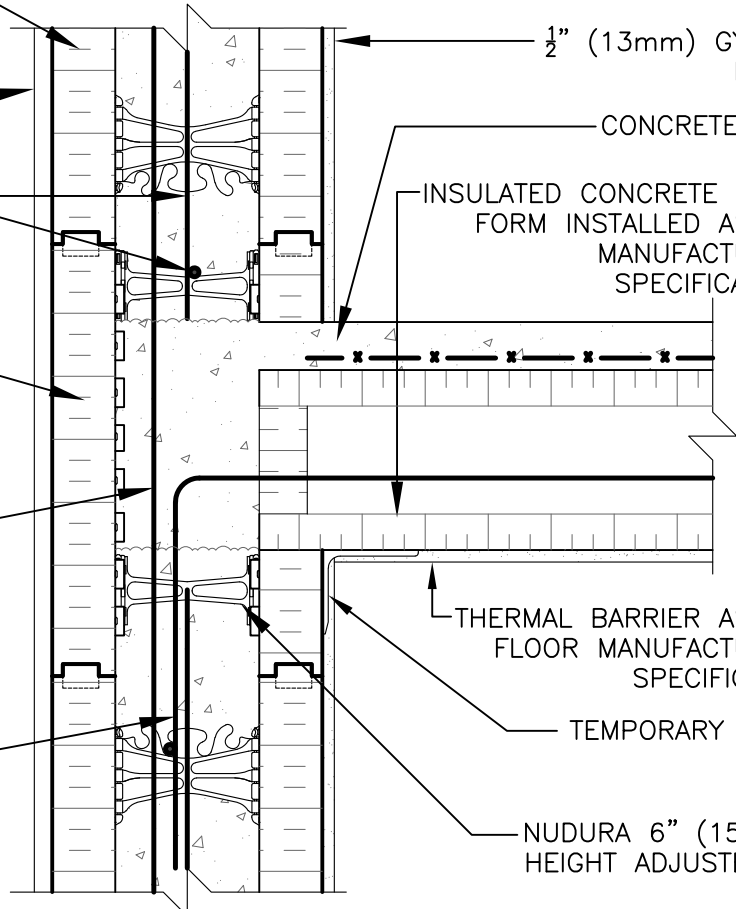 ½" (13mm) GY
CONCRETE
INSULATED CONCRETE
FORM INSTALLED A
MANUFACTU
SPECIFICA
THERMAL BARRIER A
FLOOR MANUFACTU
SPECIFIC
TEMPORARY
NUDURA 6" (15
HEIGHT ADJUSTE